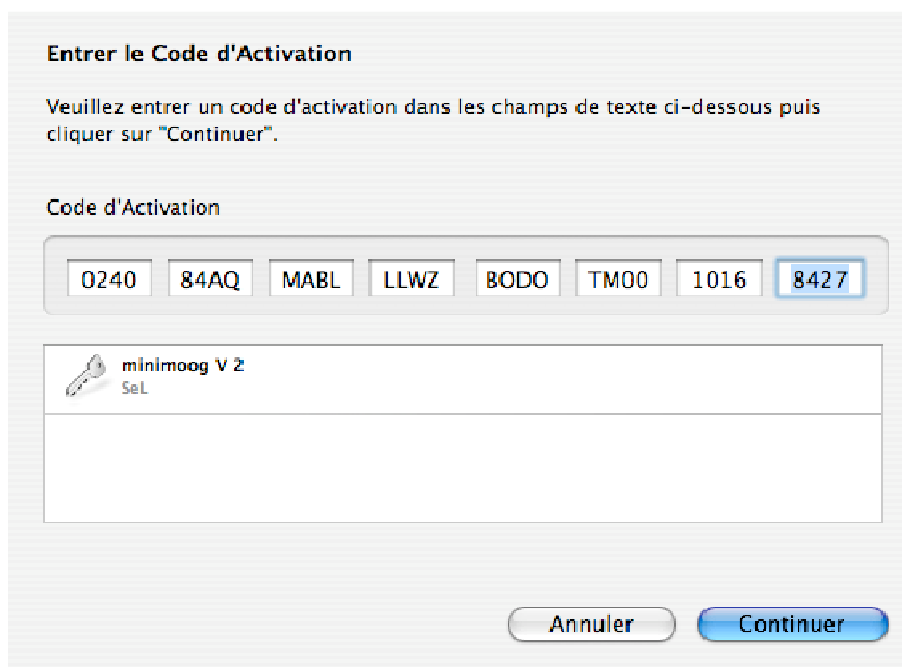 Entrer le Code d'Activation
Veuillez entrer un code d'activation dans les champs de texte ci-dessous puis
cliquer sur "Continuer".
Code d'Activation
0240 84AQ MABL LLWZ BODO TM00 1016 8427
minimoog V 2
SeL
Annuler Continuer